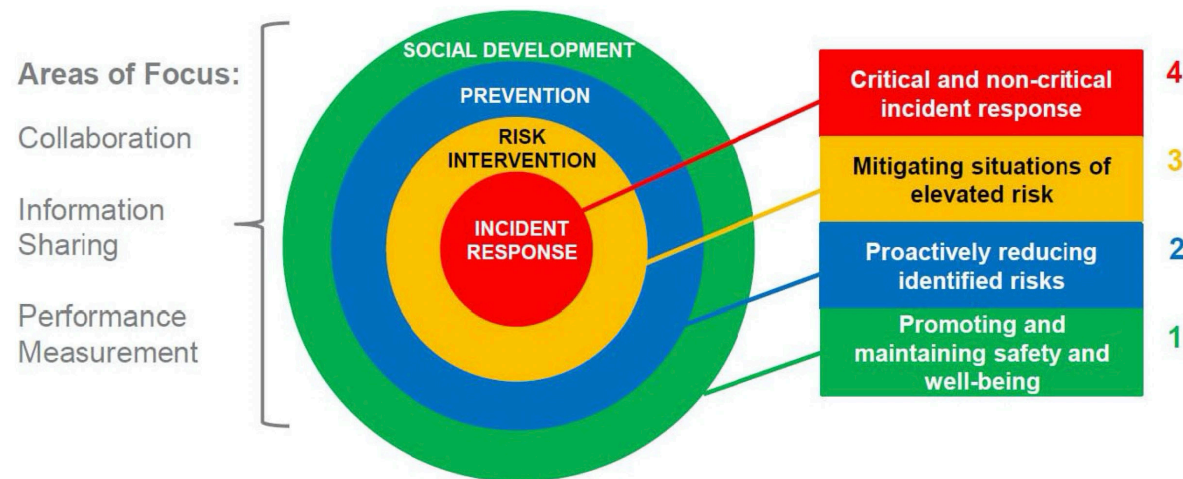 Areas of Focus:
Collaboration
Information
Sharing
Performance
Measurement
SOCIAL DEVELOPMENT
PREVENTION
RISK
INTERVENTION
INCIDENT
RESPONSE
Critical and non-critical
incident response
4
Mitigating situations of
elevated risk
3
Proactively reducing
identified risks
2
Promoting and
maintaining safety and
well-being
1